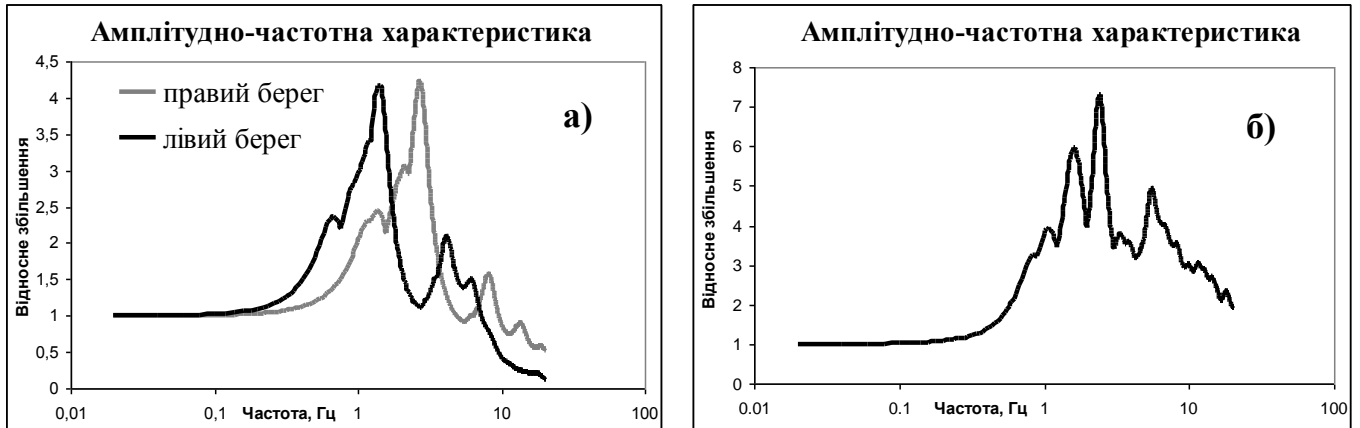 Амплітудно-частотна характеристика
4,5
4
3,5
3
2,5
2
1,5
1
0,5
0
Відносне збільшення
правий берег
лівий берег
а)
0.01
0,1
Частота, Гц
1
10
100
Амплітудно-частотна характеристика
8
7
6
5
4
3
2
1
0
Відносне збільшення
б)
0.01
0.1
Частота, Гц
1
10
100